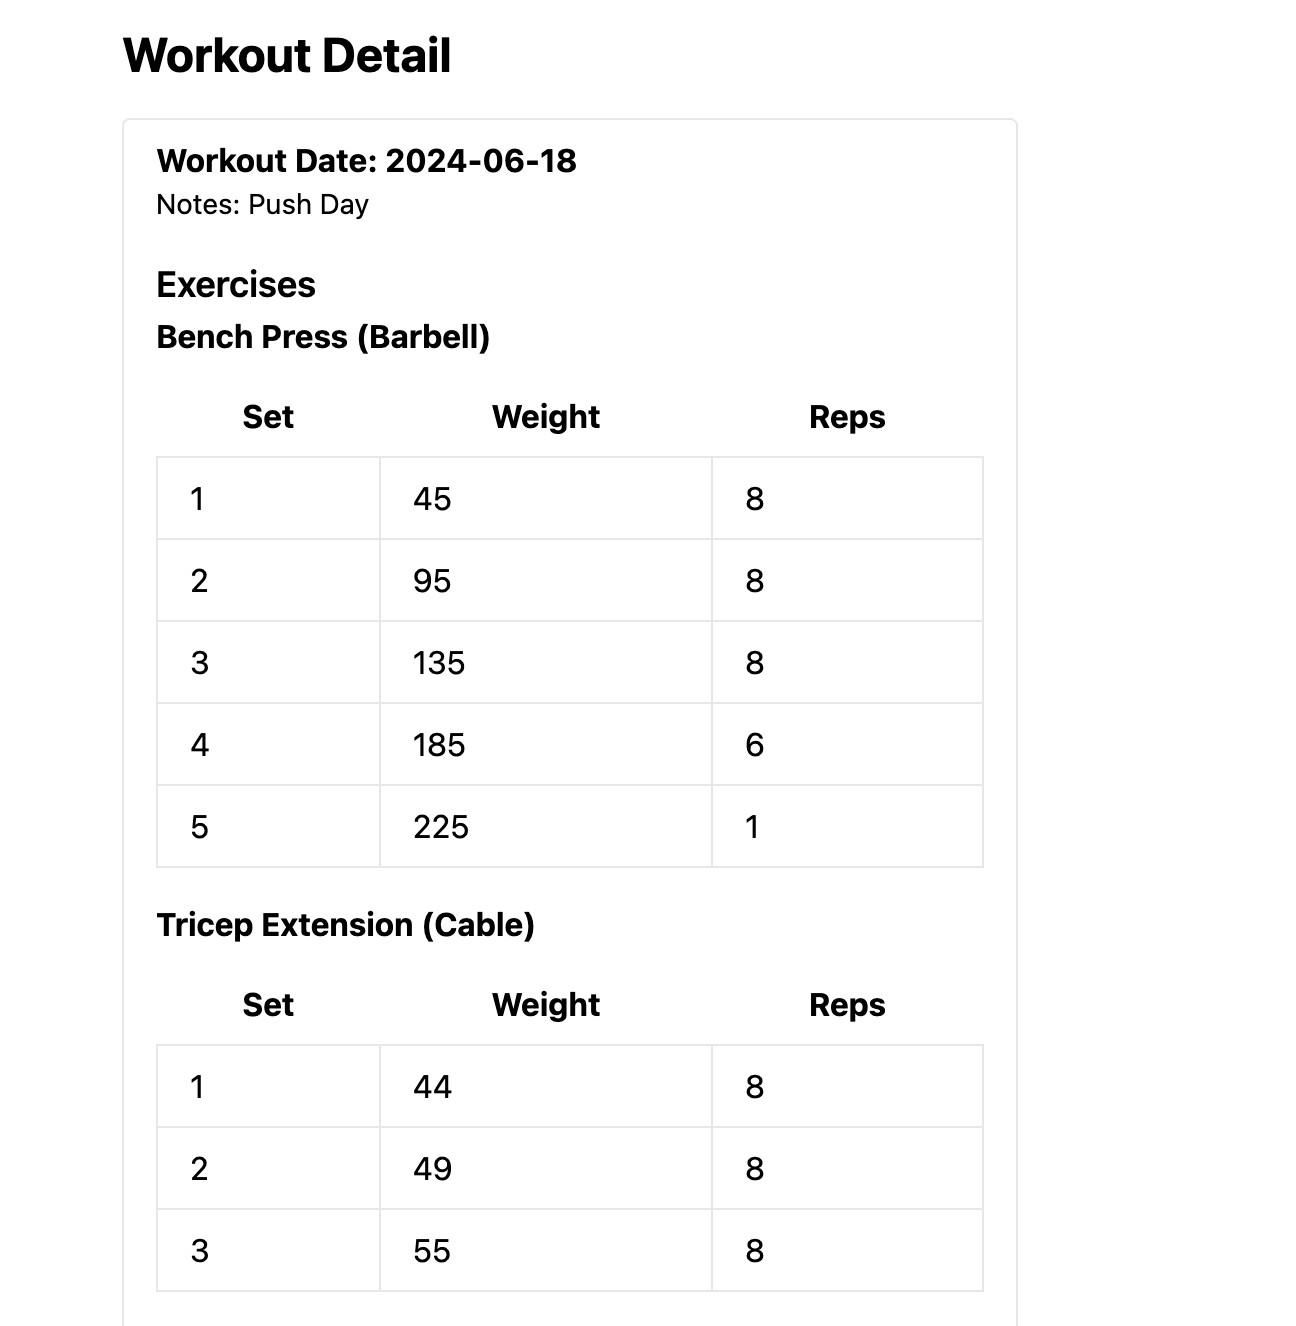 Workout Detail
Workout Date: 2024-06-18
Notes: Push Day
Exercises
Bench Press (Barbell)
Set Weight Reps
1 45 8
2 95 8
3 135 8
4 185 6
5 225 1
Tricep Extension (Cable)
Set Weight Reps
1 44 8
2 49 8
3 55 8